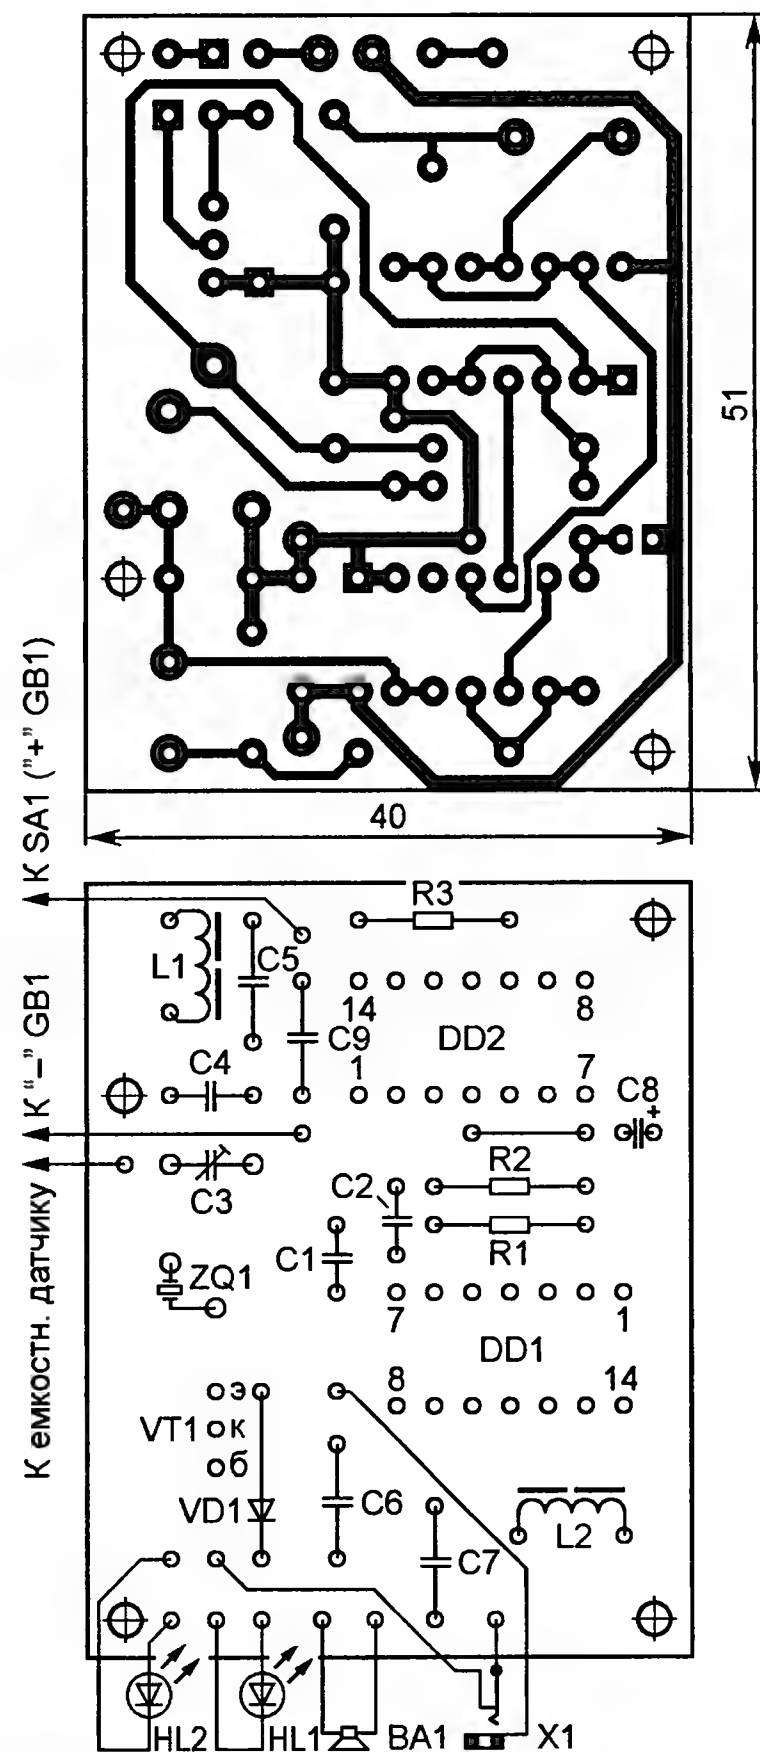 51
40
К SA1 ("+" GB1)
К "–" GB1
К емкостн. датчику
R3
L1
C5
14
8
C9
DD2
C4
1
7
C8
+
C3
C2
R2
R1
C1
ZQ1
7
1
DD1
8
14
э
VT1
к
б
VD1
C6
L2
C7
HL2
HL1
BA1
X1